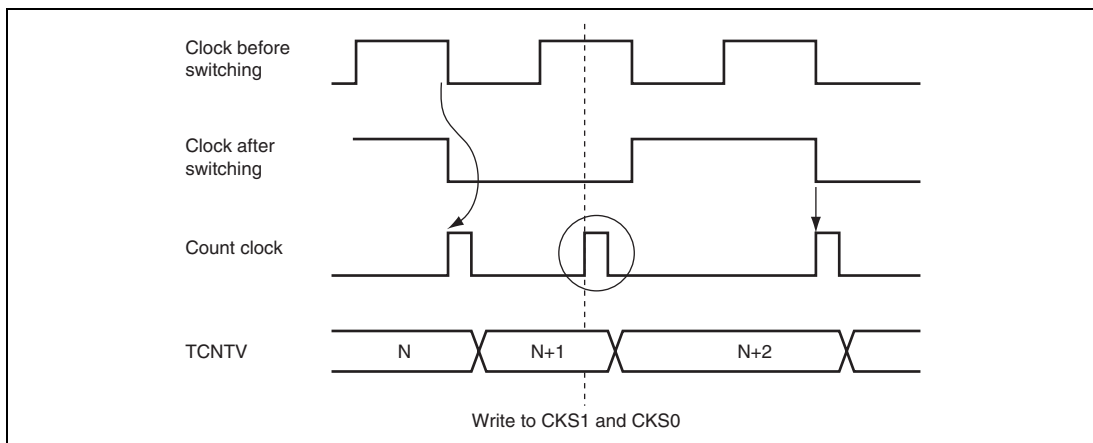 Clock before
switching
Clock after
switching
Count clock
TCNTV
N
N+1
N+2
Write to CKS1 and CKS0